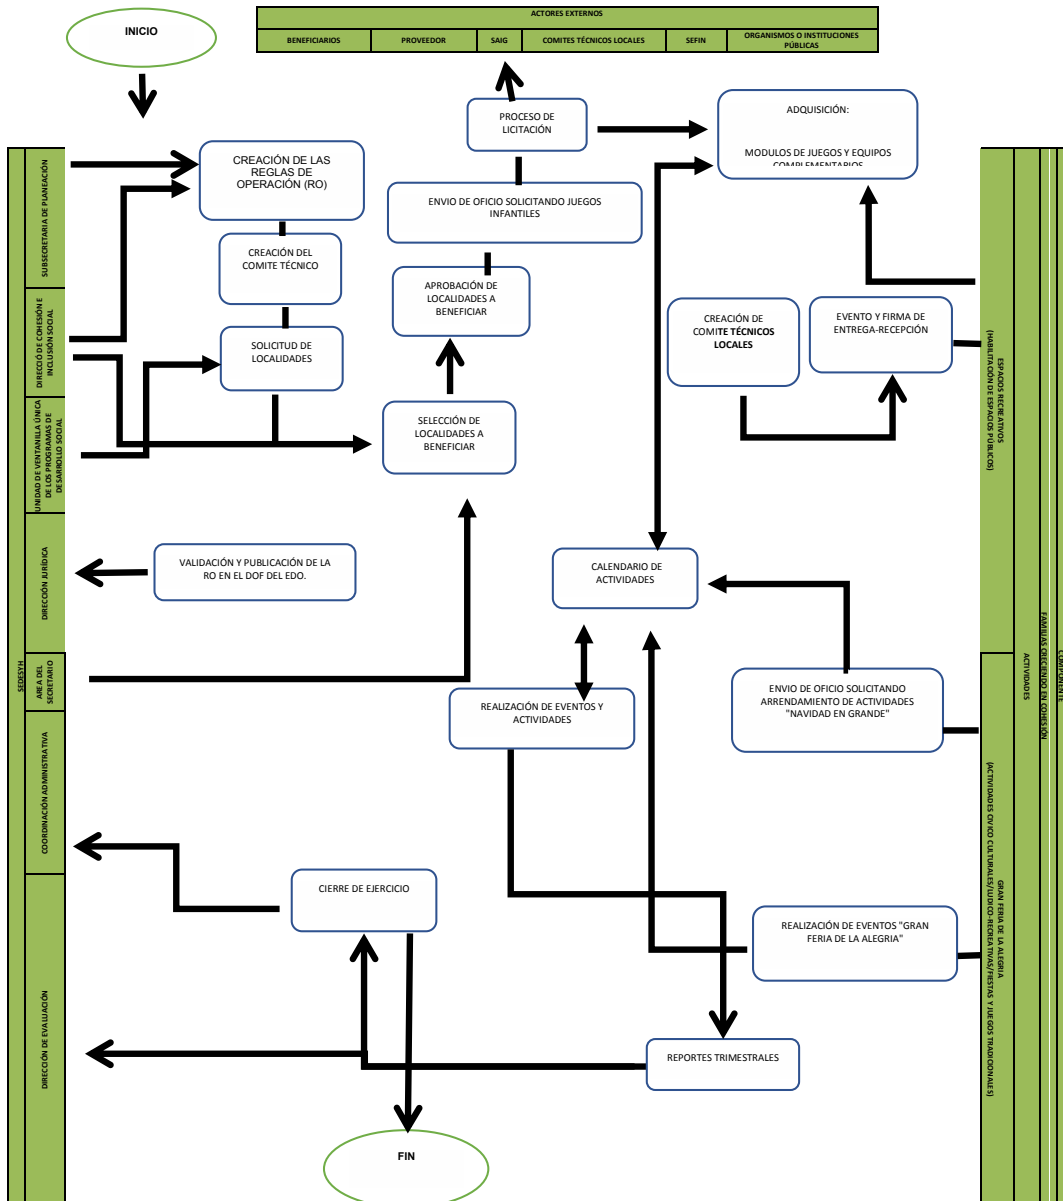 INICIO
ACTORES EXTERNOS
BENEFICIARIOS
PROVEEDOR
SAIG
COMITES TÉCNICOS LOCALES
SEFIN
ORGANISMOS O INSTITUCIONES
PÚBLICAS
PROCESO DE
LICITACIÓN
ADQUISICIÓN:
MODULOS DE JUEGOS Y EQUIPOS
COMPLEMENTARIOS
CREACIÓN DE LAS
REGLAS DE
OPERACIÓN (RO)
ENVIO DE OFICIO SOLICITANDO JUEGOS
INFANTILES
CREACIÓN DEL
COMITE TÉCNICO
APROBACIÓN DE
LOCALIDADES A
BENEFICIAR
CREACIÓN DE
COMITE TÉCNICOS
LOCALES
EVENTO Y FIRMA DE
ENTREGA-RECEPCIÓN
SOLICITUD DE
LOCALIDADES
SELECCIÓN DE
LOCALIDADES A
BENEFICIAR
VALIDACIÓN Y PUBLICACIÓN DE LA
RO EN EL DOF DEL EDO.
CALENDARIO DE
ACTIVIDADES
REALIZACIÓN DE EVENTOS Y
ACTIVIDADES
ENVIO DE OFICIO SOLICITANDO
ARRENDAMIENTO DE ACTIVIDADES
"NAVIDAD EN GRANDE"
CIERRE DE EJERCICIO
REALIZACIÓN DE EVENTOS "GRAN
FERIA DE LA ALEGRIA"
REPORTES TRIMESTRALES
FIN
SEDESYH
SUBSECRETARIA DE PLANEACIÓN
DIRECCIÓ DE COHESIÓN E
INCLUSIÓN SOCIAL
UNIDAD DE VENTANILLA ÚNICA
DE LOS PROGRAMAS DE
DESARROLLO SOCIAL
DIRECCIÓN JURÍDICA
AREA DEL
SECRETARIO
COORDINACIÓN ADMINISTRATIVA
DIRECCIÓN DE EVALUACIÓN
ESPACIOS RECREATIVOS
(HABILITACIÓN DE ESPACIOS PÚBLICOS)
GRAN FERIA DE LA ALEGRIA
(ACTIVIDADES CIVICO CULTURALES/LUDICO-RECREATIVAS/FIESTAS Y JUEGOS TRADICIONALES)
ACTIVIDADES
FAMILIAS CRECIENDO EN COHESIÓN
COMPONENTE